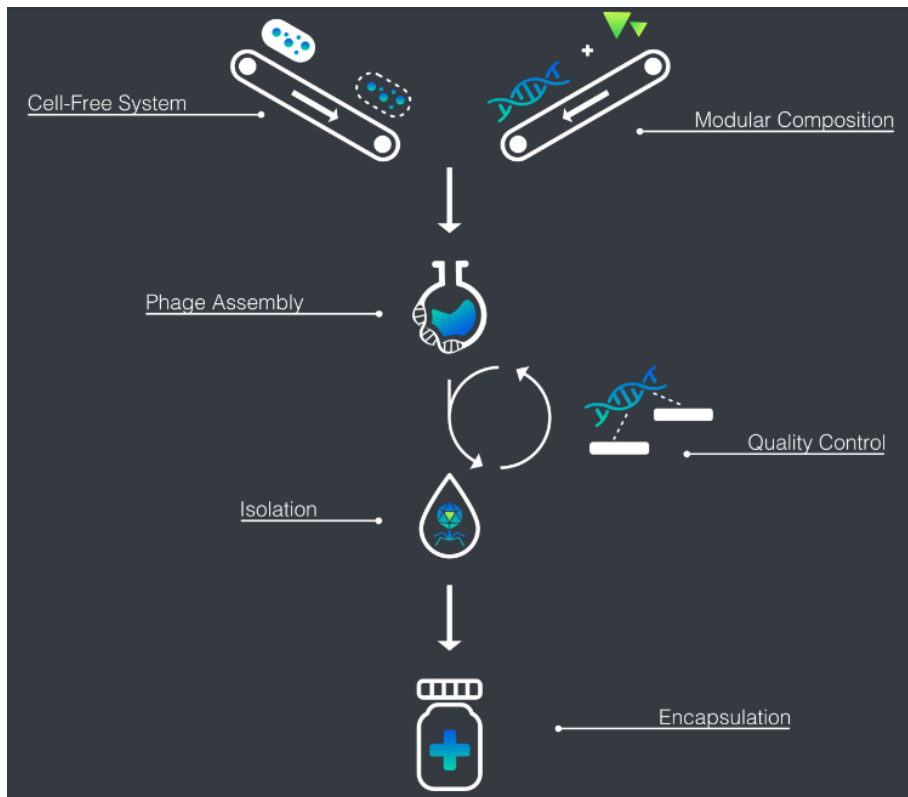 Cell-Free System
Modular Composition
Phage Assembly
Quality Control
Isolation
Encapsulation